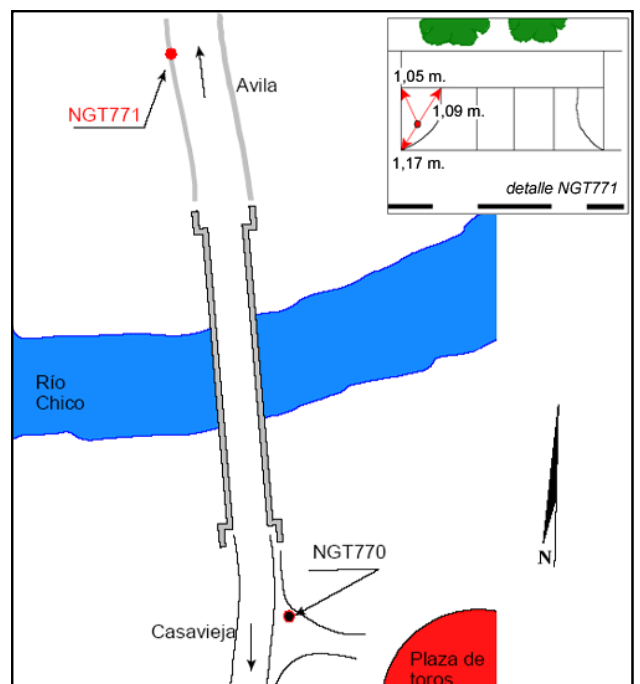 NGT771
Avila
1,05 m.
1,09 m.
1,17 m.
detalle NGT771
Río
Chico
N
NGT770
Casavieja
Plaza de
toros